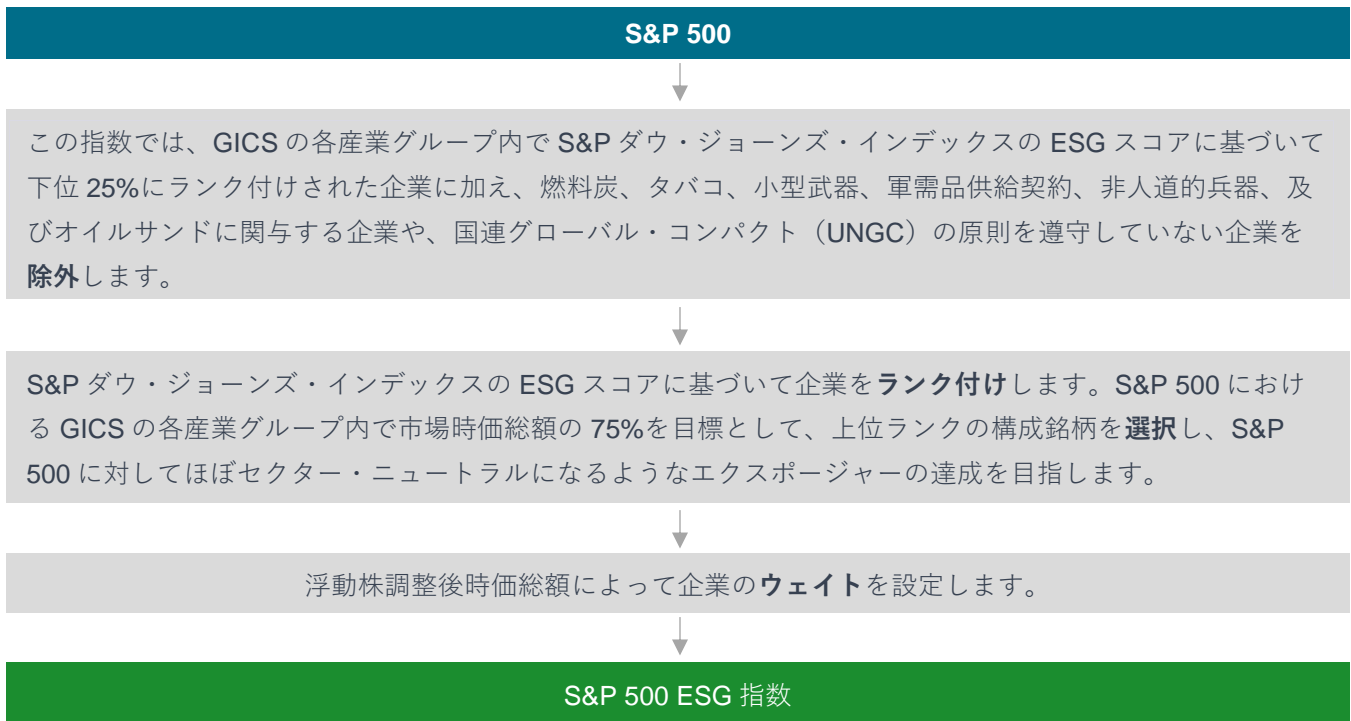 S&P 500
この指数では、GICS の各産業グループ内で S&P ダウ・ジョーンズ・インデックスの ESG スコアに基づいて
下位 25%にランク付けされた企業に加え、燃料炭、タバコ、小型武器、軍需品供給契約、非人道的兵器、及
びオイルサンドに関与する企業や、国連グローバル・コンパクト（UNGC）の原則を遵守していない企業を
除外します。
S&P ダウ・ジョーンズ・インデックスの ESG スコアに基づいて企業をランク付けします。S&P 500 におけ
る GICS の各産業グループ内で市場時価総額の 75%を目標として、上位ランクの構成銘柄を選択し、S&P
500 に対してほぼセクター・ニュートラルになるようなエクスポージャーの達成を目指します。
浮動株調整後時価総額によって企業のウェイトを設定します。
S&P 500 ESG 指数